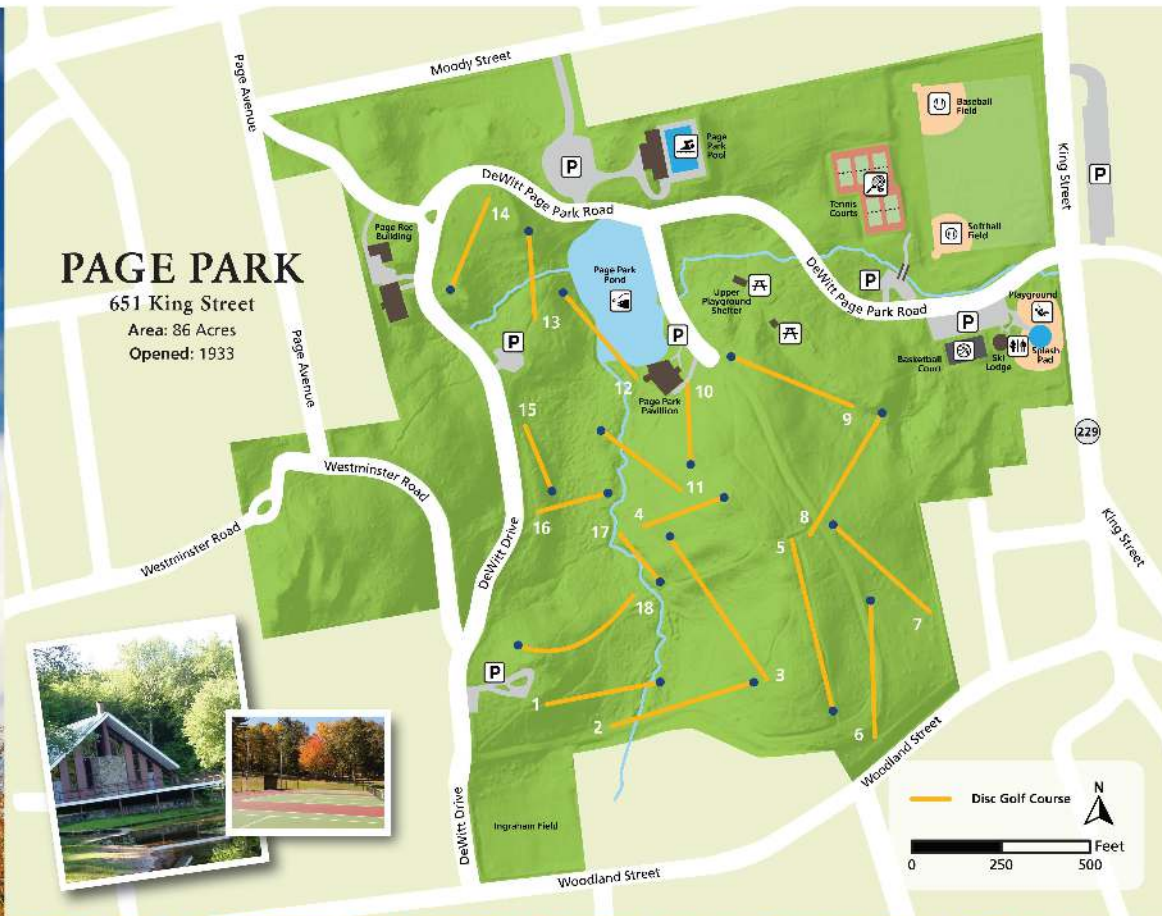 PAGE PARK
651 King Street
Area: 86 Acres
Opened: 1933
Moody Street
Page Avenue
Page Avenue
King Street
King Street
229
DeWitt Page Park Road
DeWitt Page Park Road
Page Rec
Building
Page
Park
Pool
P
Tennis
Courts
Baseball
Field
Softball
Field
P
Page Park
Pond
Upper
Playground
Shelter
P
P
Playground
Basketball
Court
Ski
Lodge
Splash
Pad
P
P
Page Park
Pavilion
14
13
12
10
9
15
11
16
4
17
8
5
18
7
3
1
2
6
Westminster Road
Westminster Road
DeWitt Drive
DeWitt Drive
P
Ingraham Field
Woodland Street
Woodland Street
Disc Golf Course
N
Feet
0
250
500